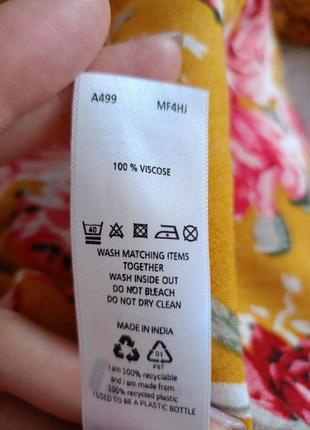 A499 MF4HJ
100 % VISCOSE
40
WASH MATCHING ITEMS
TOGETHER
WASH INSIDE OUT
DO NOT BLEACH
DO NOT DRY CLEAN
MADE IN INDIA
01
PET
I am 100% recyclable
and I am made from
100% recycled plastic
I USED TO BE A PLASTIC BOTTLE